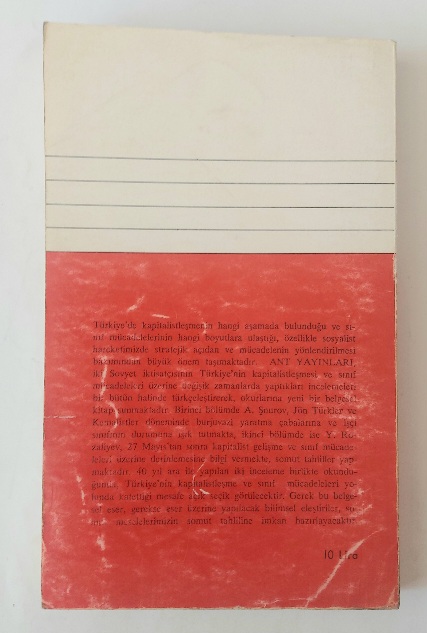 Türkiye'de kapitalistleşmenin hangi aşamada bulunduğu ve sı-
nıf mücadelelerinin hangi boyutlara ulaştığı, özellikle sosyalist
hareketimizde stratejik açıdan ve mücadelenin yönlendirilmesi
bakımından büyük önem taşımaktadır. ANT YAYINLARI,
iki Sovyet iktisatçısının Türkiye'nin kapitalistleşmesi ve sınıf
mücadeleleri üzerine değişik zamanlarda yaptıkları incelemeleri
bir bütün halinde türkçeleştirerek, okurlarına yeni bir belgesel
kitap sunmaktadır. Birinci bölümde A. Şnurov, Jön Türkler ve
Kemalistler döneminde burjuvazi yaratma çabalarına ve işçi
sınıfının durumuna ışık tutmakta, ikinci bölümde ise Y. Ro-
zaliyev, 27 Mayıs'tan sonra kapitalist gelişme ve sınıf mücade-
leleri üzerine derinlemesine bilgi vermekte, somut tahliller yap-
maktadır. 40 yıl ara ile yapılan iki inceleme birlikte okundu-
ğunda, Türkiye'nin kapitalistleşme ve sınıf mücadeleleri yo-
lunda katettiği mesafe açık seçik görülecektir. Gerek bu belge-
sel eser, gerekse eser üzerine yapılacak bilimsel eleştiriler, so-
mut meselelerimizin somut tahliline imkan hazırlayacaktır.
10 Lira